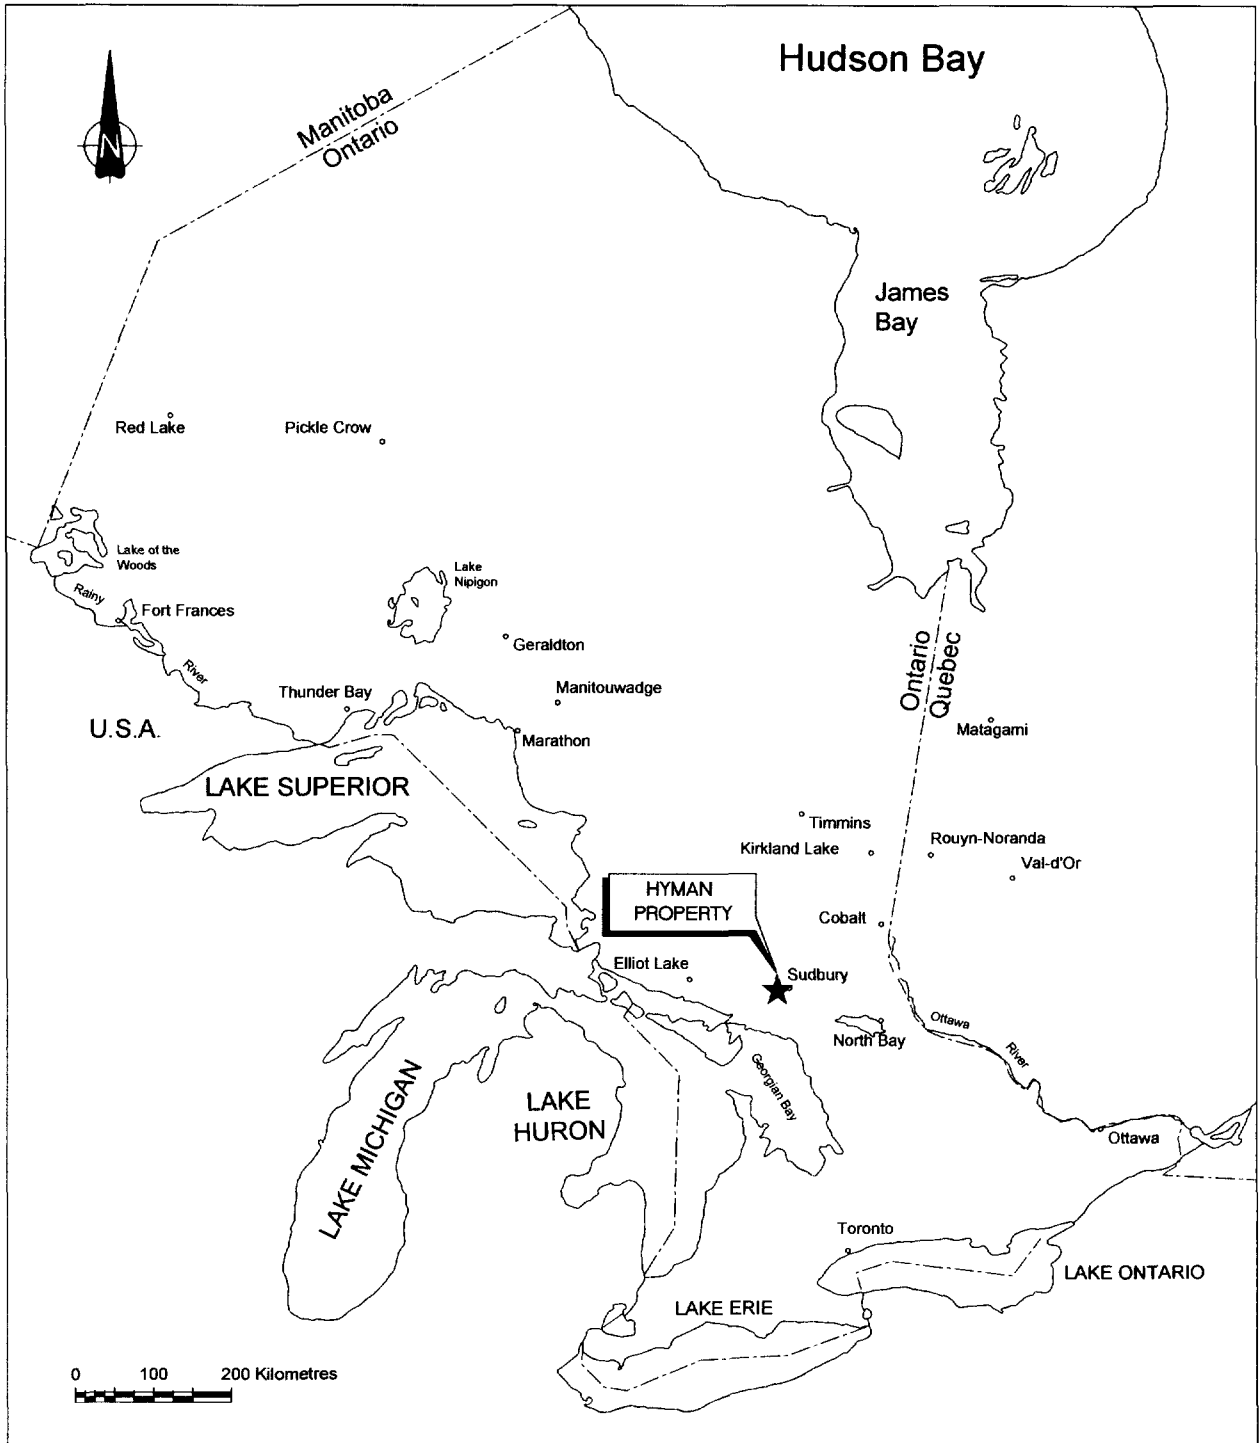 Hudson Bay
Manitoba
Ontario
N
James
Bay
Red Lake
Pickle Crow
Lake of the
Woods
Lake
Nipigon
Rainy
Fort Frances
River
Geraldton
Ontario
Quebec
Thunder Bay
Manitouwadge
U.S.A.
Marathon
Matagami
LAKE SUPERIOR
Timmins
Kirkland Lake
Rouyn-Noranda
Val-d'Or
HYMAN
PROPERTY
Cobalt
Elliot Lake
Sudbury
Ottawa
River
North Bay
Georgian Bay
LAKE MICHIGAN
LAKE
HURON
Ottawa
Toronto
LAKE ONTARIO
LAKE ERIE
0 100 200 Kilometres